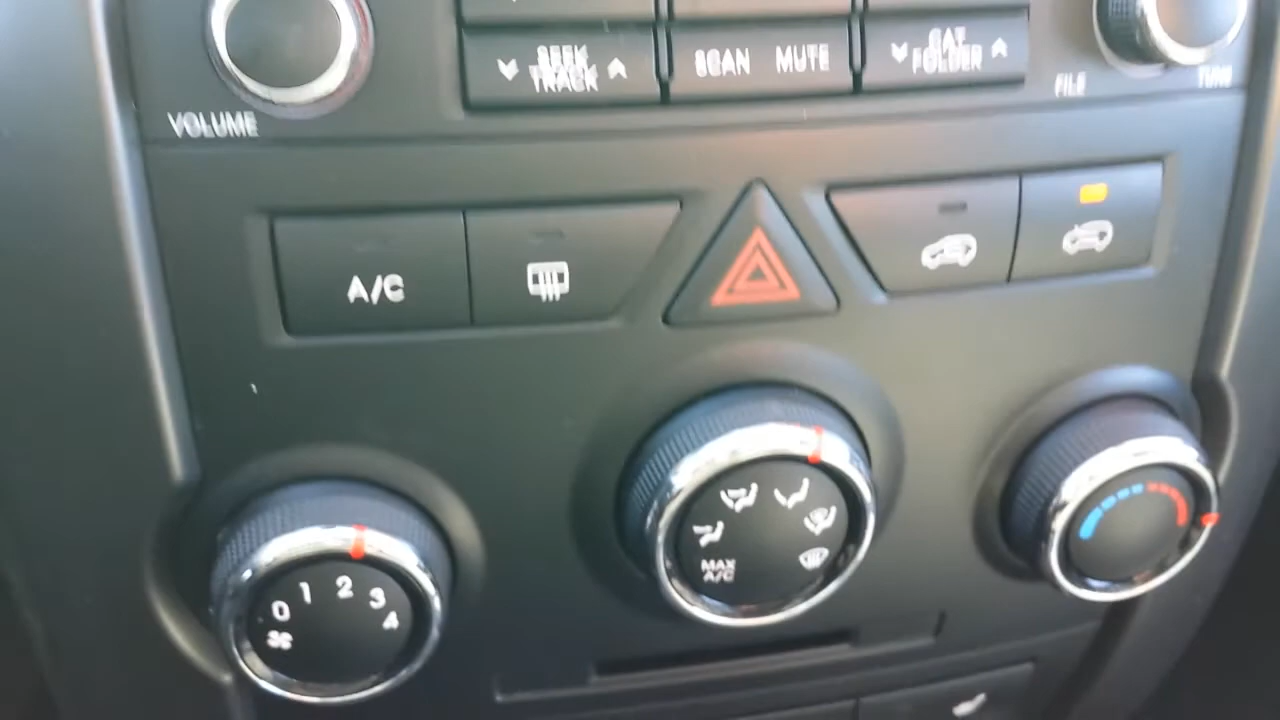 SEEK
TRACK
SCAN MUTE
CAT
FOLDER
VOLUME
FILE
TUNE
A/C
0 1 2 3 4
MAX
A/C